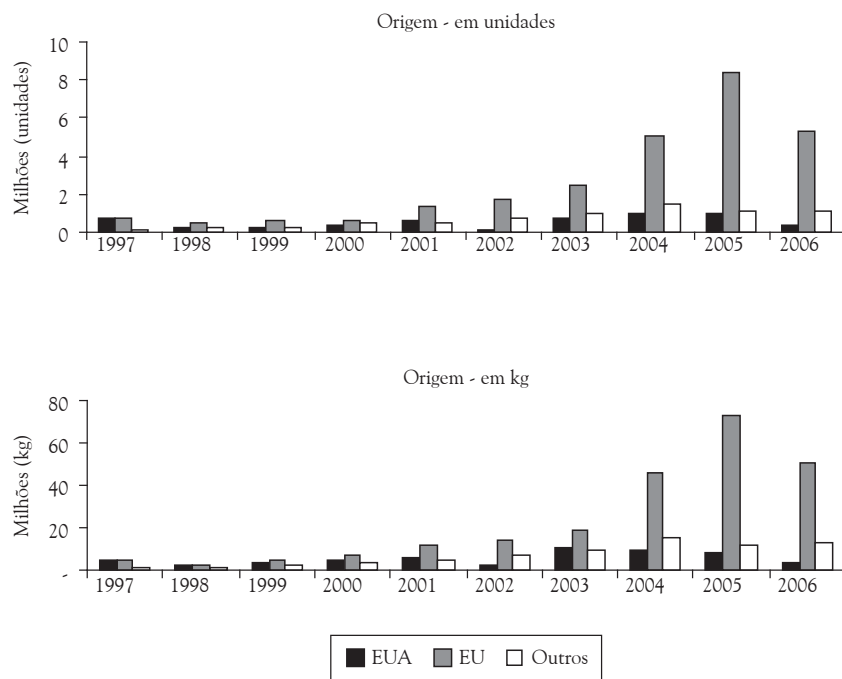 Origem - em unidades
Milhões (unidades)
10
8
6
4
2
0
1997 1998 1999 2000 2001 2002 2003 2004 2005 2006
Origem - em kg
Milhões (kg)
80
60
40
20
-
1997 1998 1999 2000 2001 2002 2003 2004 2005 2006
EUA EU Outros